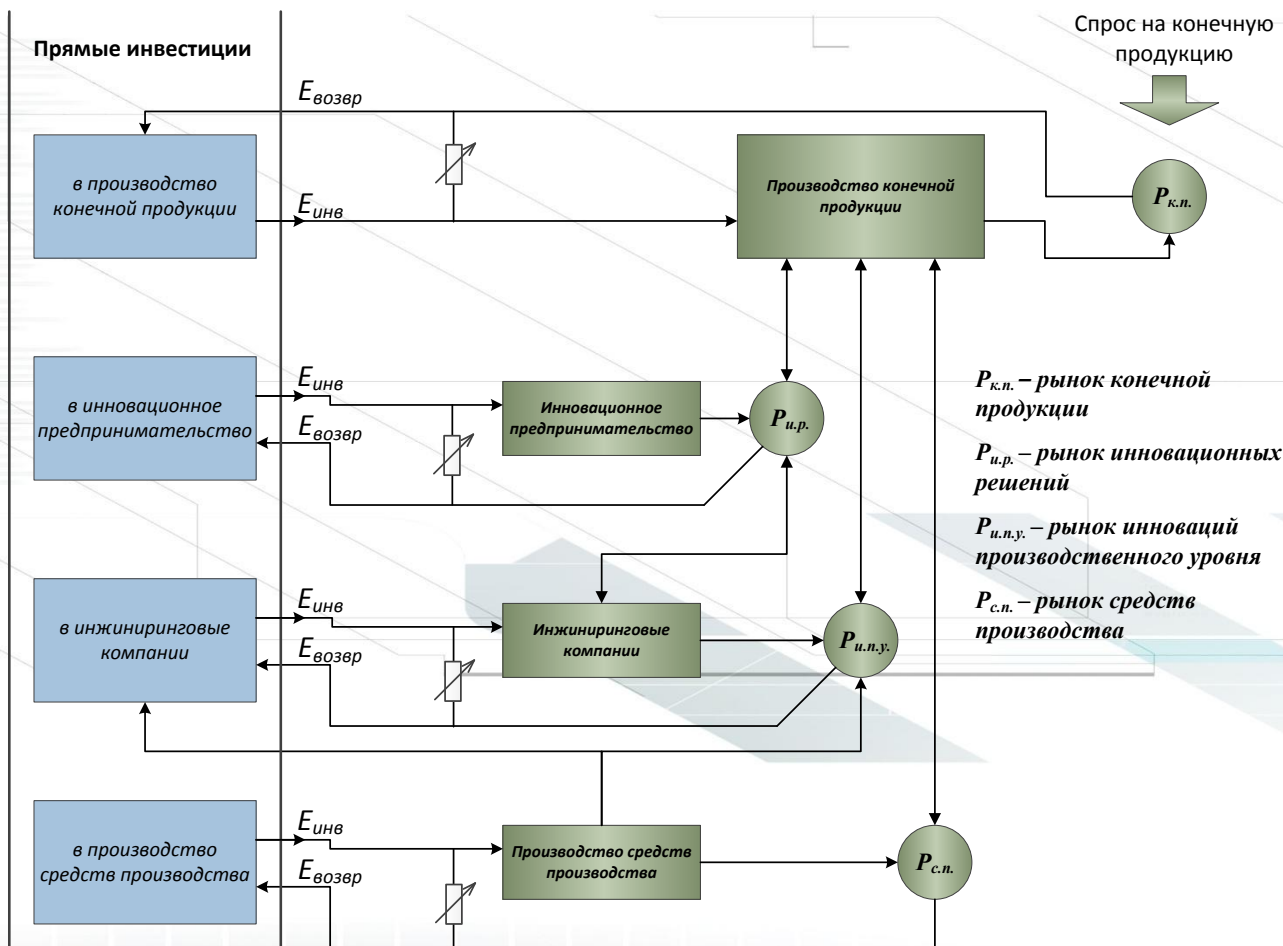 Прямые инвестиции
Спрос на конечную
продукцию
Eвозвр
в производство
конечной продукции
Eинв
Производство конечной
продукции
Pк.п.
в инновационное
предпринимательство
Eинв
Eвозвр
Инновационное
предпринимательство
Pи.р.
Pк.п. – рынок конечной
продукции
Pи.р. – рынок инновационных
решений
Pи.п.у. – рынок инноваций
производственного уровня
Pс.п. – рынок средств
производства
в инжиниринговые
компании
Eинв
Eвозвр
Инжиниринговые
компании
Pи.п.у.
в производство
средств производства
Eинв
Eвозвр
Производство средств
производства
Pс.п.